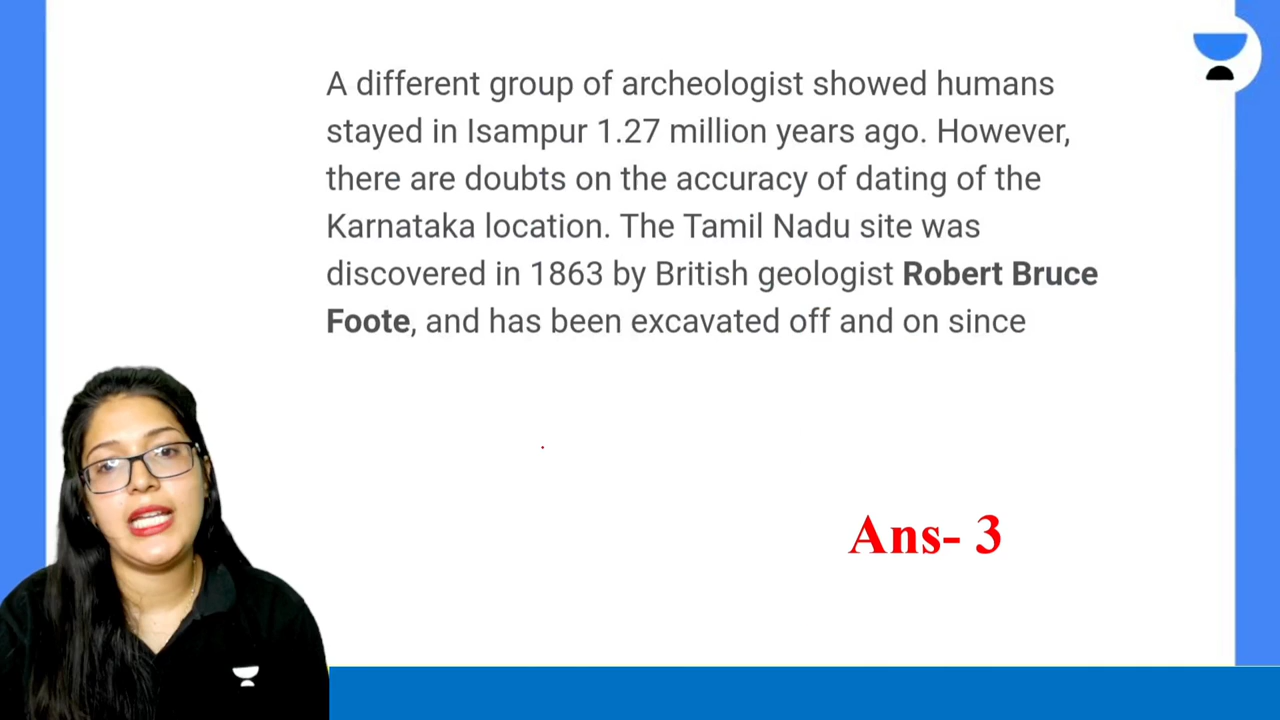 A different group of archeologist showed humans
stayed in Isampur 1.27 million years ago. However,
there are doubts on the accuracy of dating of the
Karnataka location. The Tamil Nadu site was
discovered in 1863 by British geologist Robert Bruce
Foote, and has been excavated off and on since
Ans- 3